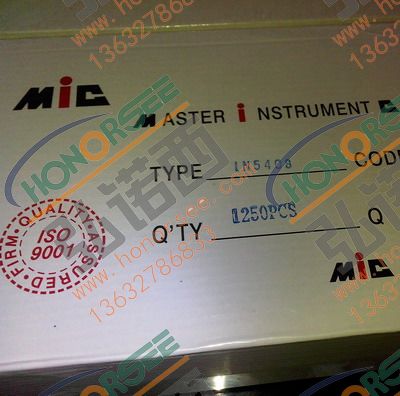 MiC
MASTER iNSTRUMENT C
TYPE 1N5408 CODE
Q'TY 1250PCS Q
QUALITY ASSURED FIRM
ISO
9001
MiC
HONORSEE
弘诺西
www.honorsee.com
13632786833